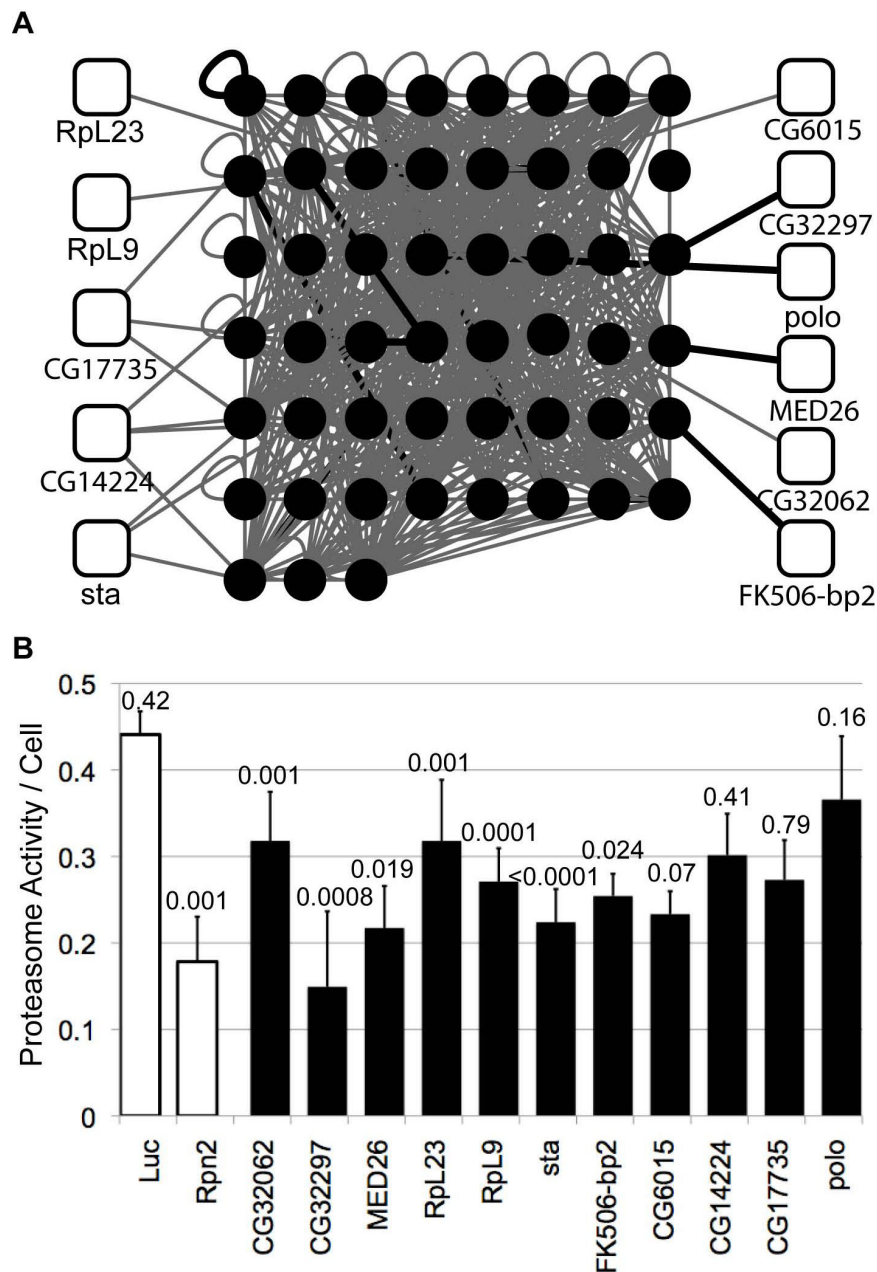 A
RpL23
RpL9
CG17735
CG14224
sta
CG6015
CG32297
polo
MED26
CG32062
FK506-bp2
B
Proteasome Activity / Cell
0.5
0.4
0.3
0.2
0.1
0
0.42
0.001
0.001
0.0008
0.019
0.001
0.0001
<0.0001
0.024
0.07
0.41
0.79
0.16
Luc
Rpn2
CG32062
CG32297
MED26
RpL23
RpL9
sta
FK506-bp2
CG6015
CG14224
CG17735
polo